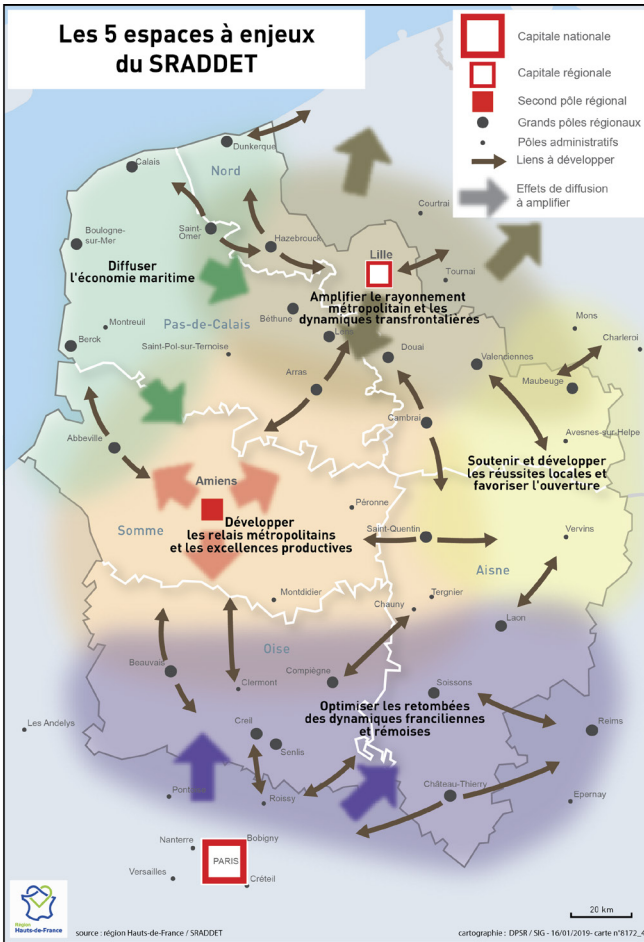 Les 5 espaces à enjeux
du SRADDET
Capitale nationale
Capitale régionale
Second pôle régional
Grands pôles régionaux
Pôles administratifs
Liens à développer
Effets de diffusion
à amplifier
Dunkerque
Calais
Nord
Courtrai
Boulogne-
sur-Mer
Saint-
Omer
Hazebrouck
Lille
Tournai
Diffuser
l'économie maritime
Amplifier le rayonnement
métropolitain et les
dynamiques transfrontalières
Béthune
Lens
Montreuil
Pas-de-Calais
Saint-Pol-sur-Ternoise
Berck
Douai
Mons
Charleroi
Valenciennes
Maubeuge
Arras
Cambrai
Abbeville
Avesnes-sur-Helpe
Soutenir et développer
les réussites locales et
favoriser l'ouverture
Amiens
Péronne
Somme
Développer
les relais métropolitains
et les excellences productives
Saint-Quentin
Vervins
Aisne
Montdidier
Chauny
Tergnier
Laon
Oise
Beauvais
Clermont
Compiègne
Soissons
Optimiser les retombées
des dynamiques franciliennes
et rémoises
Les Andelys
Creil
Senlis
Reims
Château-Thierry
Roissy
Epernay
Nanterre
Bobigny
PARIS
Versailles
Créteil
Région
Hauts-de-France
source : région Hauts-de-France / SRADDET
20 km
cartographie : DPSR / SIG - 16/01/2019- carte n°8172_